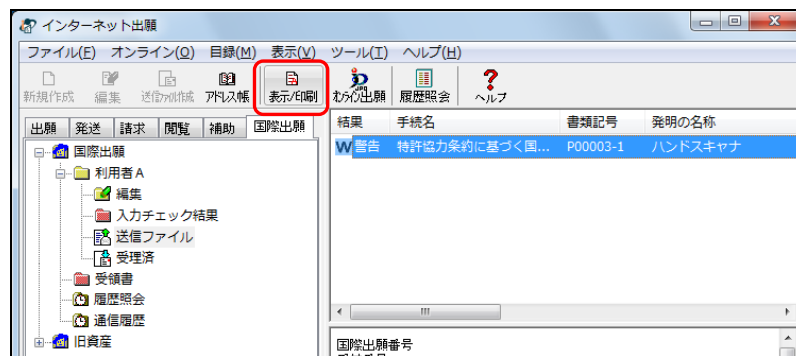 インターネット出願
ファイル(F) オンライン(O) 目録(M) 表示(V) ツール(T) ヘルプ(H)
新規作成 編集 送信ファイル作成 アドレス帳 表示/印刷 オンライン出願 履歴照会 ヘルプ
出願 発送 請求 閲覧 補助 国際出願
結果 手続名 書類記号 発明の名称
W警告 特許協力条約に基づく国... P00003-1 ハンドスキャナ
国際出願
利用者A
編集
入力チェック結果
送信ファイル
受理済
受領書
履歴照会
通信履歴
旧資産
国際出願番号